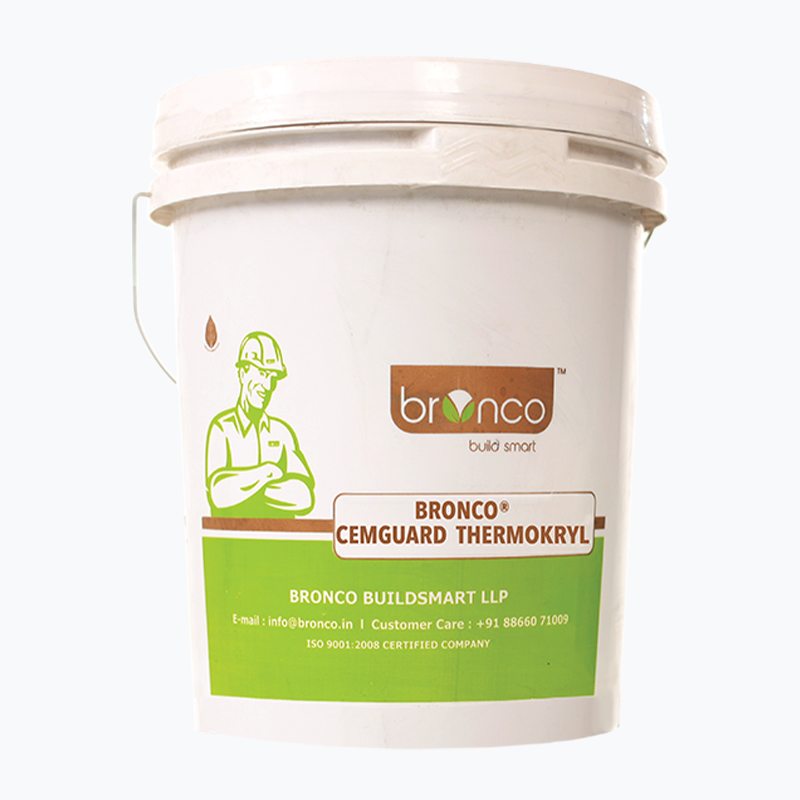 bronco™
build smart
BRONCO®
CEMGUARD THERMOKRYL
BRONCO BUILDSMART LLP
E-mail : info@bronco.in | Customer Care : +91 88660 71009
ISO 9001:2008 CERTIFIED COMPANY